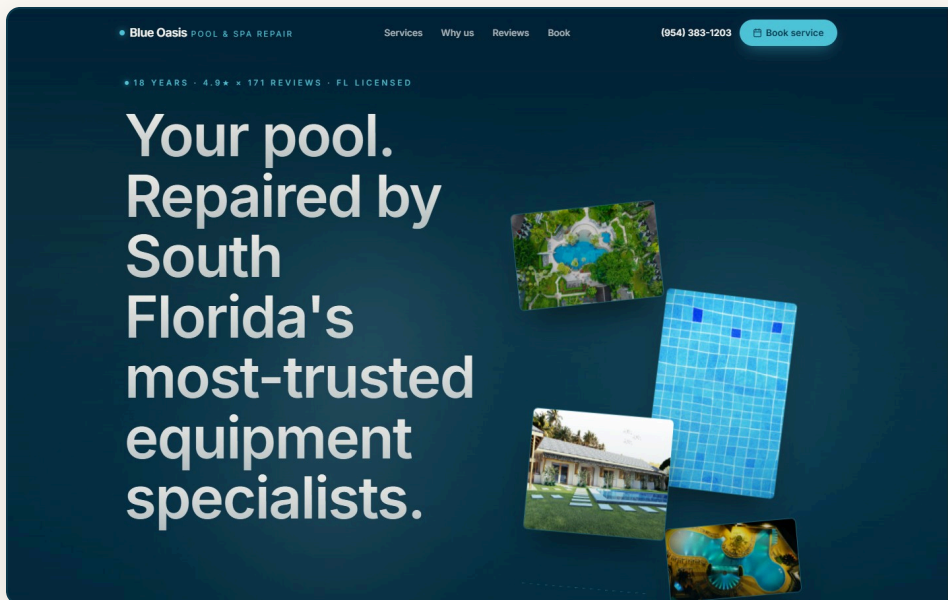 Blue Oasis POOL & SPA REPAIR
Services Why us Reviews Book
(954) 383-1203 Book service
18 YEARS · 4.9★ × 171 REVIEWS · FL LICENSED
Your pool.
Repaired by
South
Florida's
most-trusted
equipment
specialists.